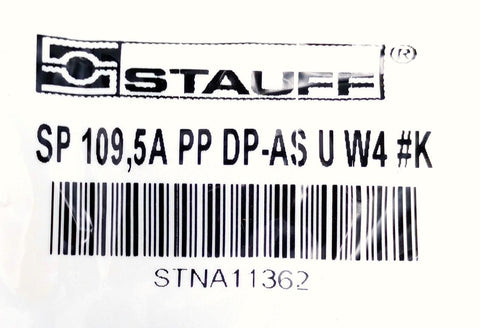 STAUFF®
SP 109,5A PP DP-AS U W4 #K
STNA11362